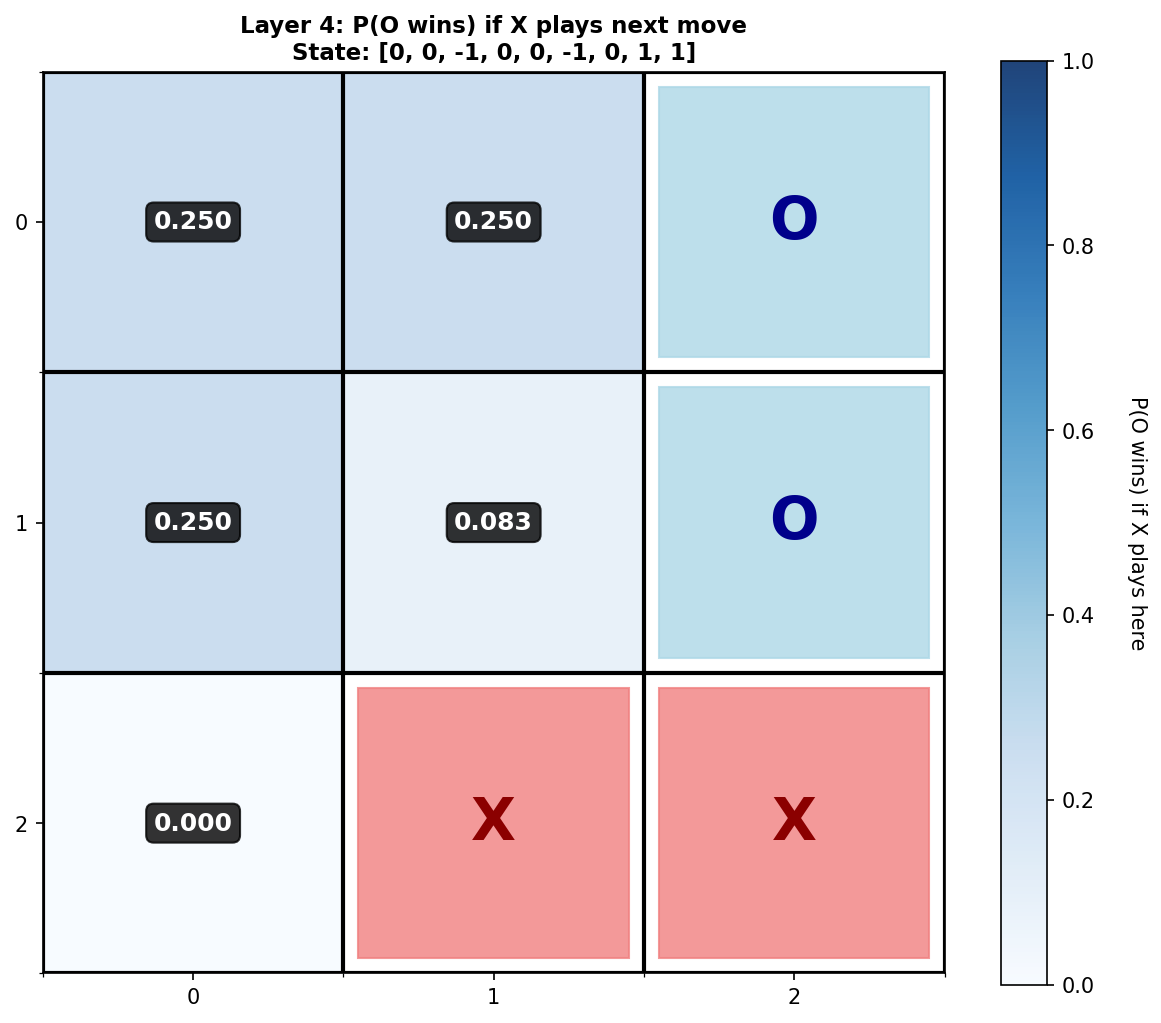 Layer 4: P(O wins) if X plays next move
State: [0, 0, -1, 0, 0, -1, 0, 1, 1]
0 0.250 0.250 O
1 0.250 0.083 O
2 0.000 X X
0 1 2
1.0
0.8
0.6
0.4
0.2
0.0
P(O wins) if X plays here